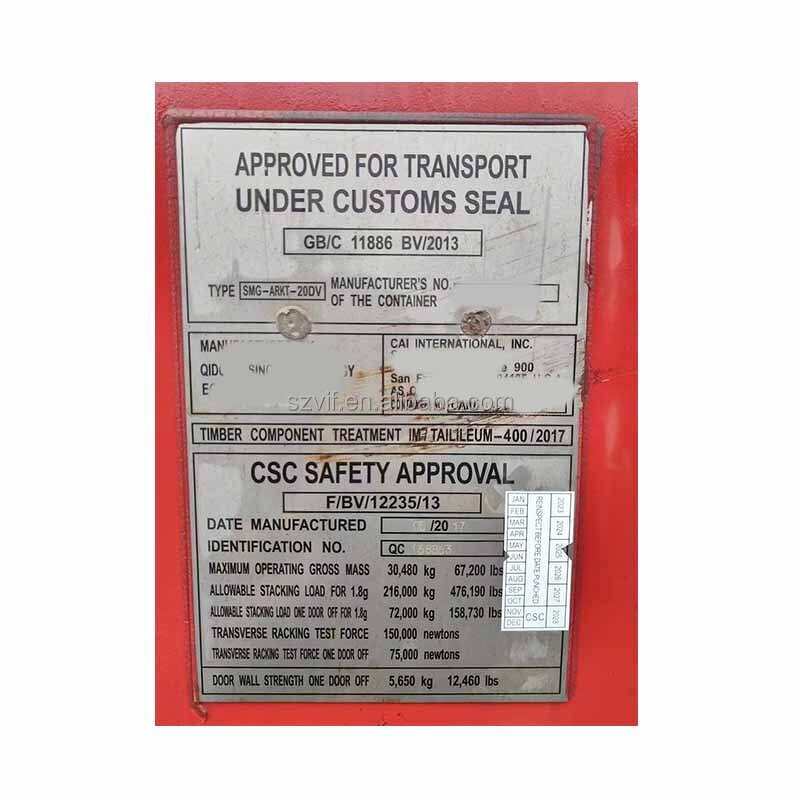 APPROVED FOR TRANSPORT
UNDER CUSTOMS SEAL
GB/C 11886 BV/2013
TYPE SMG-ARKT-20DV MANUFACTURER'S NO.
OF THE CONTAINER
CAI INTERNATIONAL, INC.
900
San
szvif.en.alibaba.com
TIMBER COMPONENT TREATMENT IM/TAILILEUM-400/2017
CSC SAFETY APPROVAL
F/BV/12235/13
DATE MANUFACTURED /2017
IDENTIFICATION NO. QC
MAXIMUM OPERATING GROSS MASS 30,480 kg 67,200 lbs
ALLOWABLE STACKING LOAD FOR 1.8g 216,000 kg 476,190 lbs
ALLOWABLE STACKING LOAD ONE DOOR OFF FOR 1.8g 72,000 kg 158,730 lbs
TRANSVERSE RACKING TEST FORCE 150,000 newtons
TRANSVERSE RACKING TEST FORCE ONE DOOR OFF 75,000 newtons
DOOR WALL STRENGTH ONE DOOR OFF 5,650 kg 12,460 lbs
JAN
FEB
MAR
APR
MAY
JUN
JUL
AUG
SEP
OCT
NOV
DEC
REINSPECT BEFORE DATE PUNCHED
CSC
2023 2024 2025 2026 2027 2028